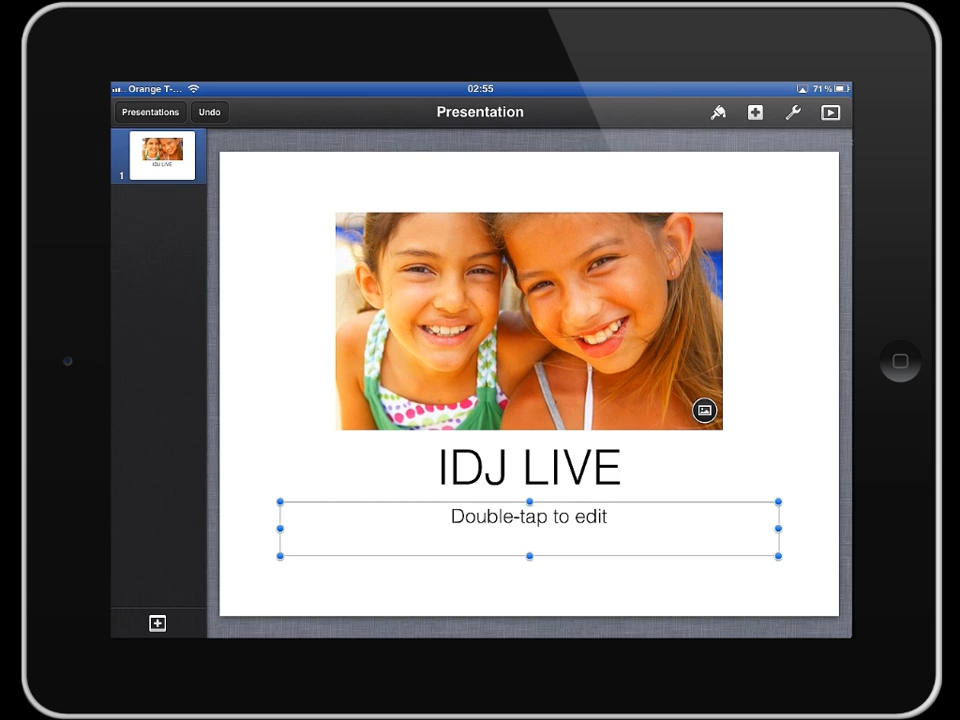 Orange T-... 02:55 71%
Presentations Undo Presentation
1
IDJ LIVE
IDJ LIVE
Double-tap to edit